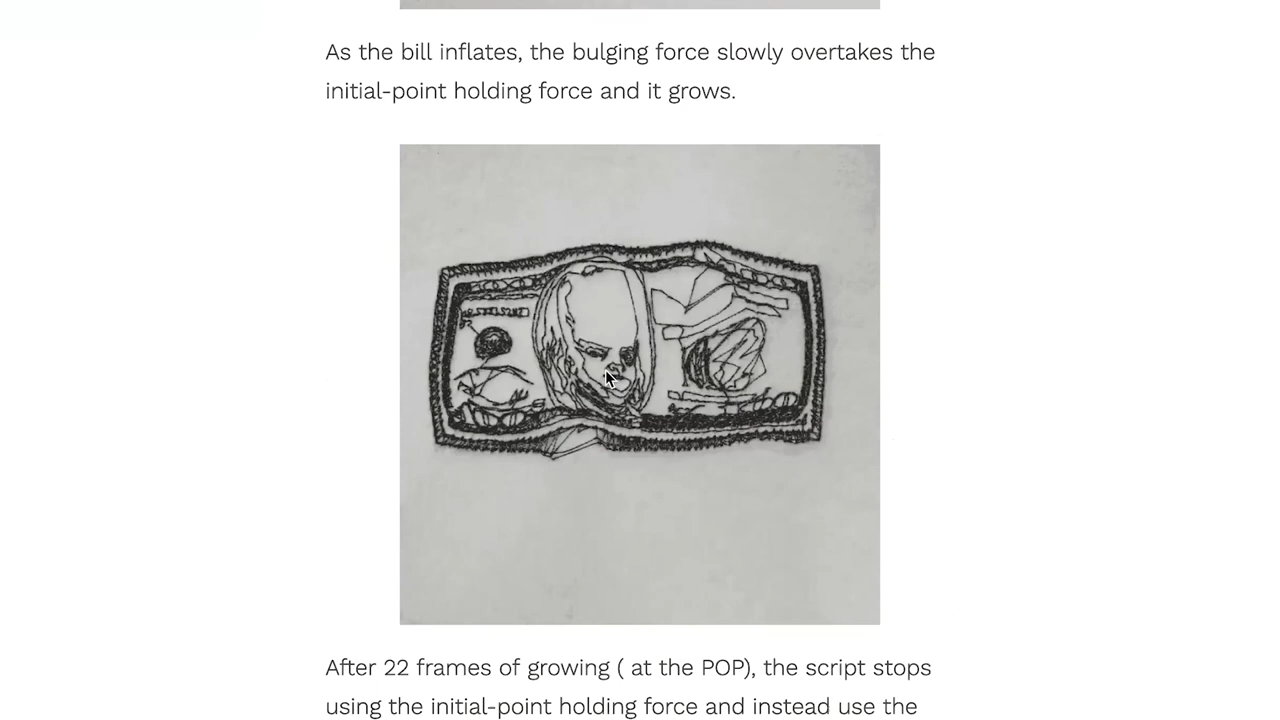 As the bill inflates, the bulging force slowly overtakes the
initial-point holding force and it grows.
After 22 frames of growing ( at the POP), the script stops
using the initial-point holding force and instead use the